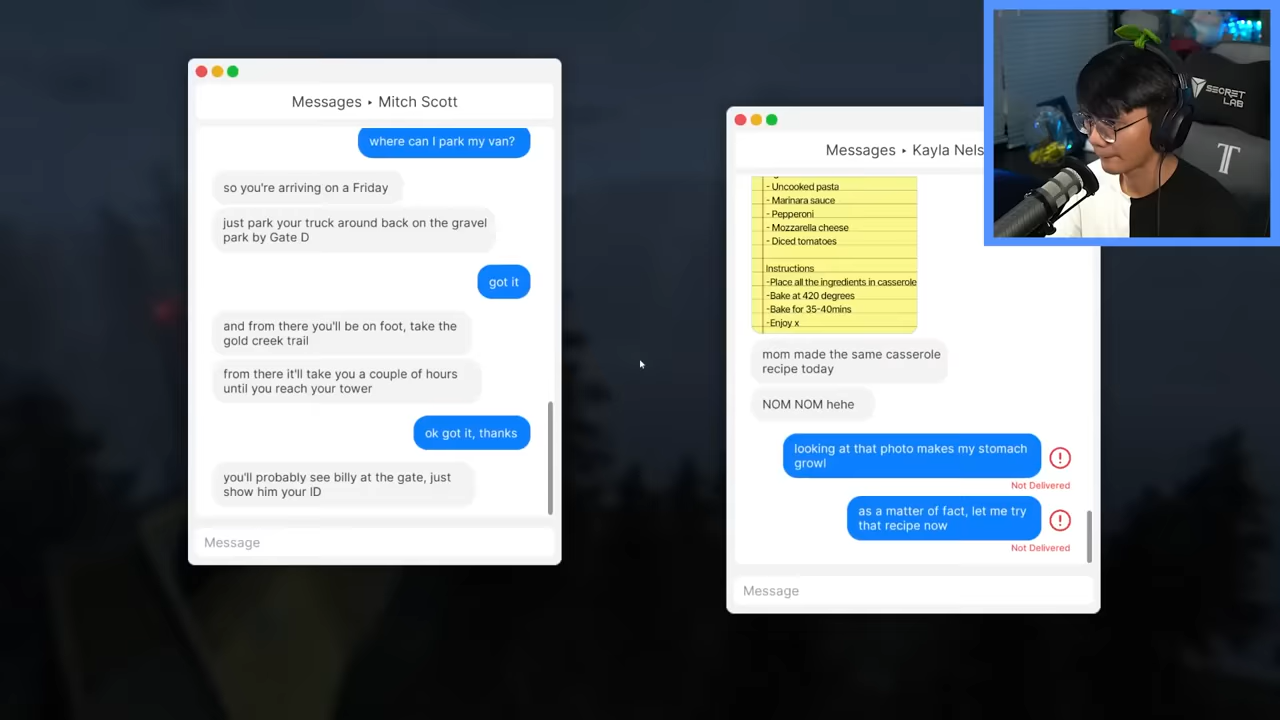 Messages ▸ Mitch Scott
where can I park my van?
so you're arriving on a Friday
just park your truck around back on the gravel
park by Gate D
got it
and from there you'll be on foot, take the
gold creek trail
from there it'll take you a couple of hours
until you reach your tower
ok got it, thanks
you'll probably see billy at the gate, just
show him your ID
Message
Messages ▸ Kayla Nels
- Uncooked pasta
- Marinara sauce
- Pepperoni
- Mozzarella cheese
- Diced tomatoes
Instructions
-Place all the ingredients in casserole
-Bake at 420 degrees
-Bake for 35-40mins
-Enjoy x
mom made the same casserole
recipe today
NOM NOM hehe
looking at that photo makes my stomach
growl
Not Delivered
as a matter of fact, let me try
that recipe now
Not Delivered
Message
SECRET
LAB